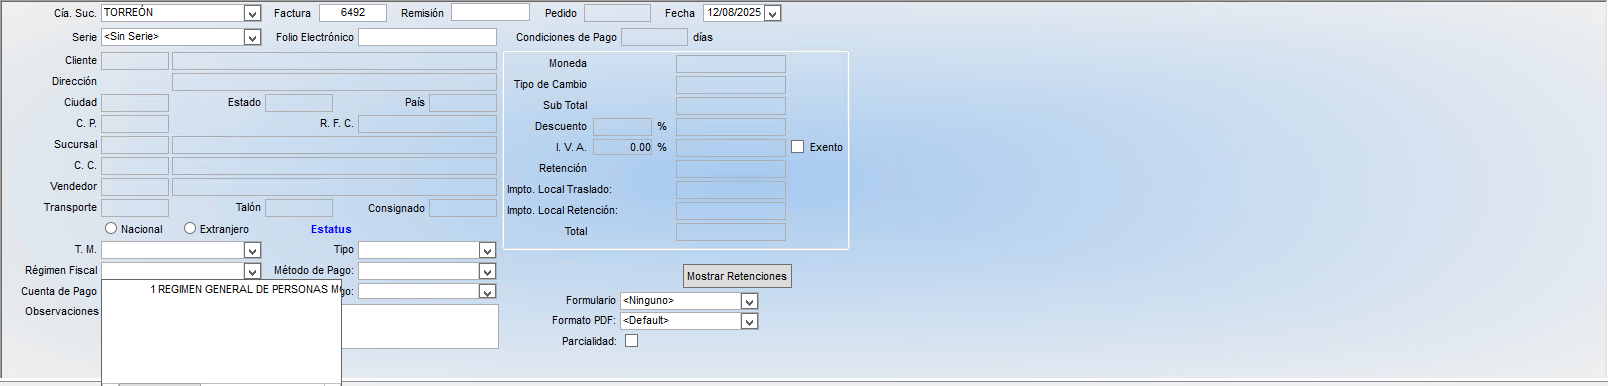 Cía. Suc. TORREÓN Factura 6492 Remisión Pedido Fecha 12/08/2025
Serie <Sin Serie> Folio Electrónico Condiciones de Pago días
Cliente Moneda
Dirección Tipo de Cambio
Ciudad Estado País Sub Total
C. P. R. F. C. Descuento %
Sucursal I. V. A. 0.00 % Exento
C. C. Retención
Vendedor Impto. Local Traslado:
Transporte Talón Consignado Impto. Local Retención:
Nacional Extranjero Estatus Total
T. M. Tipo
Régimen Fiscal Método de Pago: Mostrar Retenciones
Cuenta de Pago 1 REGIMEN GENERAL DE PERSONAS go:
Formulario <Ninguno>
Observaciones Formato PDF: <Default>
Parcialidad: